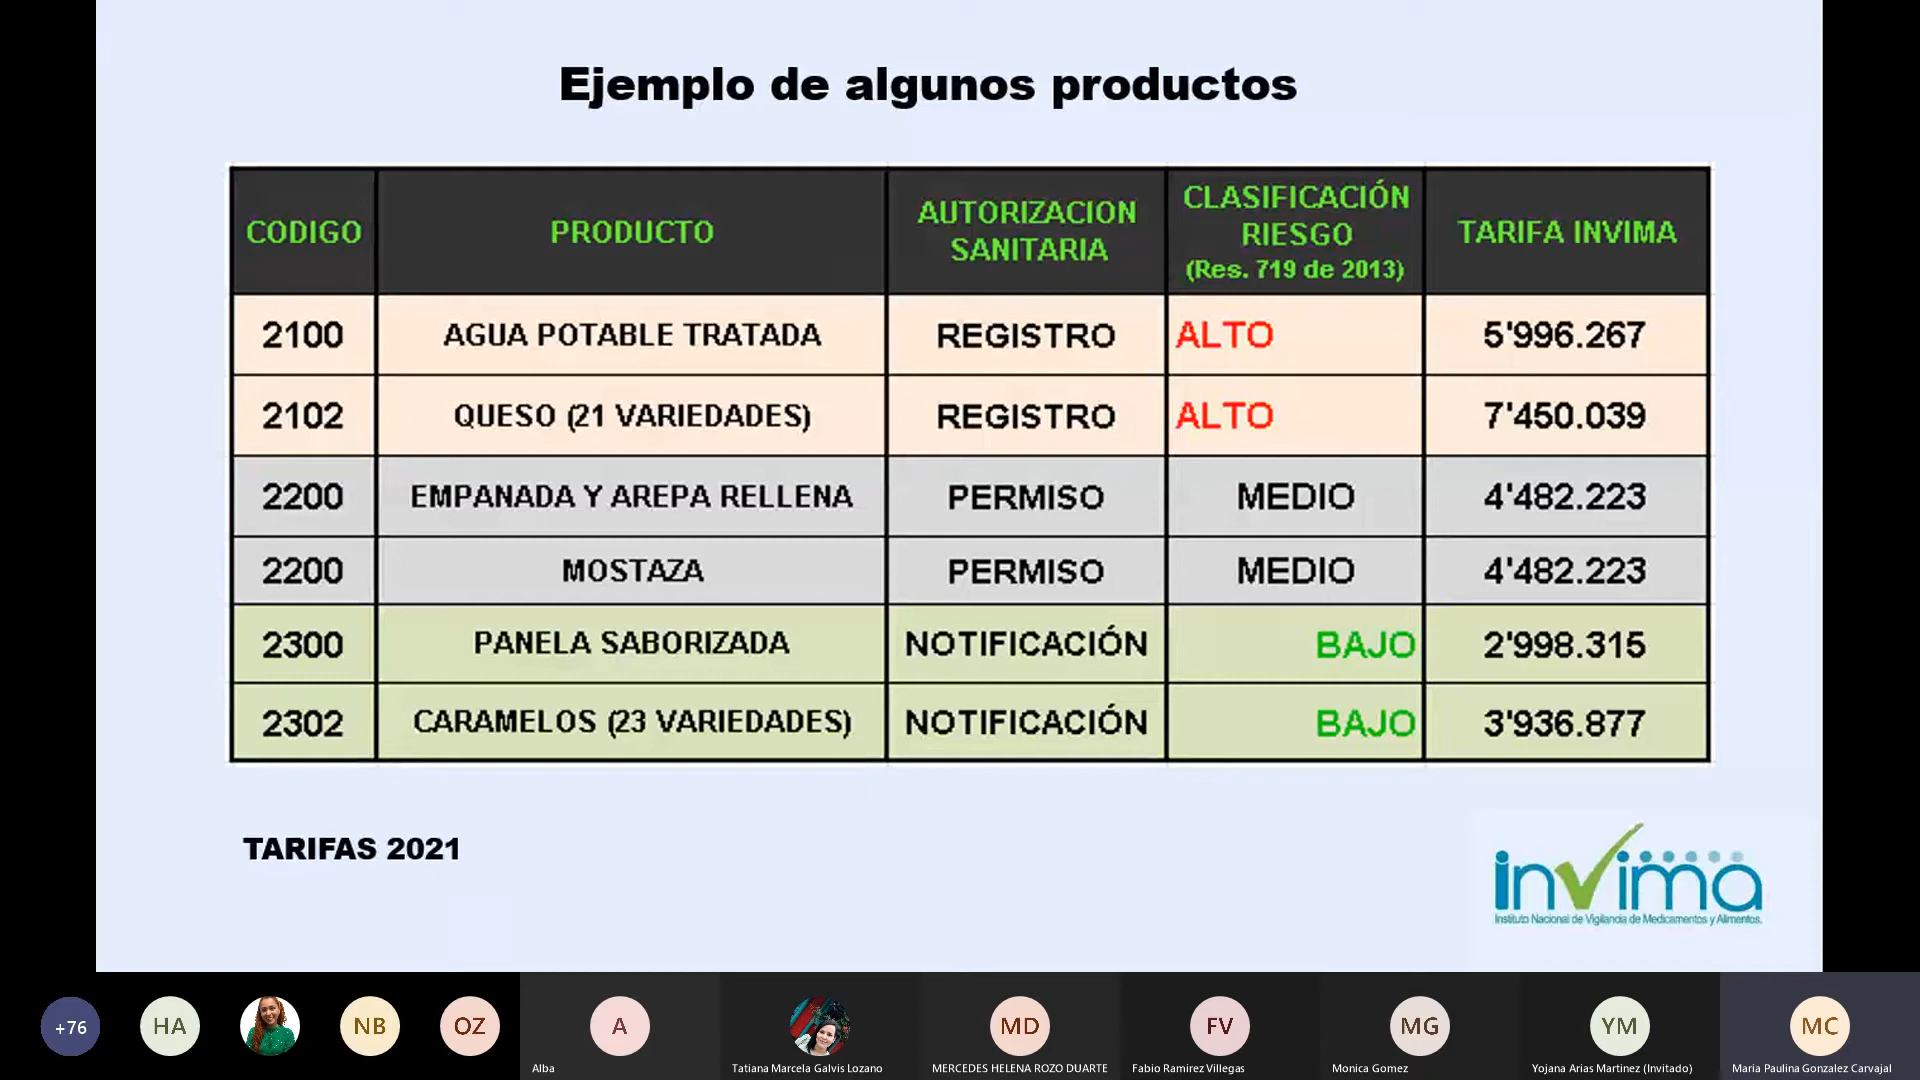 Ejemplo de algunos productos
CODIGO PRODUCTO AUTORIZACION SANITARIA CLASIFICACIÓN RIESGO (Res. 719 de 2013) TARIFA INVIMA
2100 AGUA POTABLE TRATADA REGISTRO ALTO 5'996.267
2102 QUESO (21 VARIEDADES) REGISTRO ALTO 7'450.039
2200 EMPANADA Y AREPA RELLENA PERMISO MEDIO 4'482.223
2200 MOSTAZA PERMISO MEDIO 4'482.223
2300 PANELA SABORIZADA NOTIFICACIÓN BAJO 2'998.315
2302 CARAMELOS (23 VARIEDADES) NOTIFICACIÓN BAJO 3'936.877
TARIFAS 2021
invima
Instituto Nacional de Vigilancia de Medicamentos y Alimentos.
+76 HA NB OZ A MD FV MG YM MC
Alba Tatiana Marcela Galvis Lozano MERCEDES HELENA ROZO DUARTE Fabio Ramirez Villegas Monica Gomez Yojana Arias Martinez (Invitado) Maria Paulina Gonzalez Carvajal